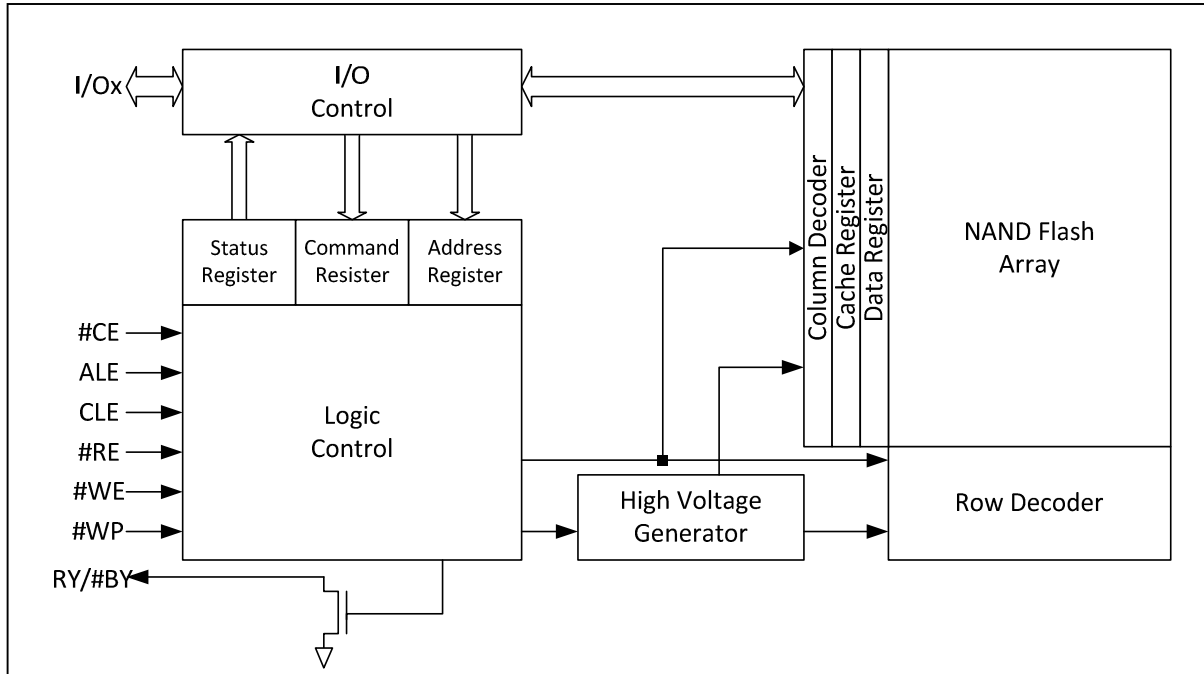 I/Ox
I/O
Control
Status
Register
Command
Resister
Address
Register
#CE
ALE
CLE
#RE
#WE
#WP
RY/#BY
Logic
Control
High Voltage
Generator
Column Decoder
Cache Register
Data Register
NAND Flash
Array
Row Decoder